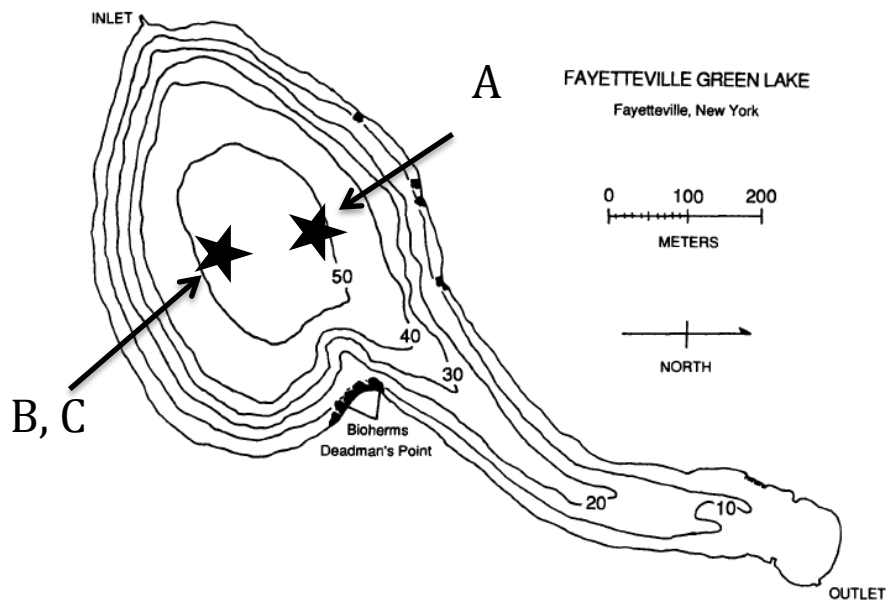 INLET
A
FAYETTEVILLE GREEN LAKE
Fayetteville, New York
0 100 200
METERS
50
40
NORTH
30
B, C
Bioherms
Deadman's Point
20
10
OUTLET